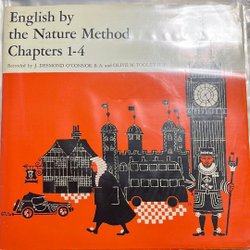 English by
the Nature Method
Chapters 1-4
Recorded by J. DESMOND O'CONNOR B. A. and OLIVE M. TOOLEY B. A.